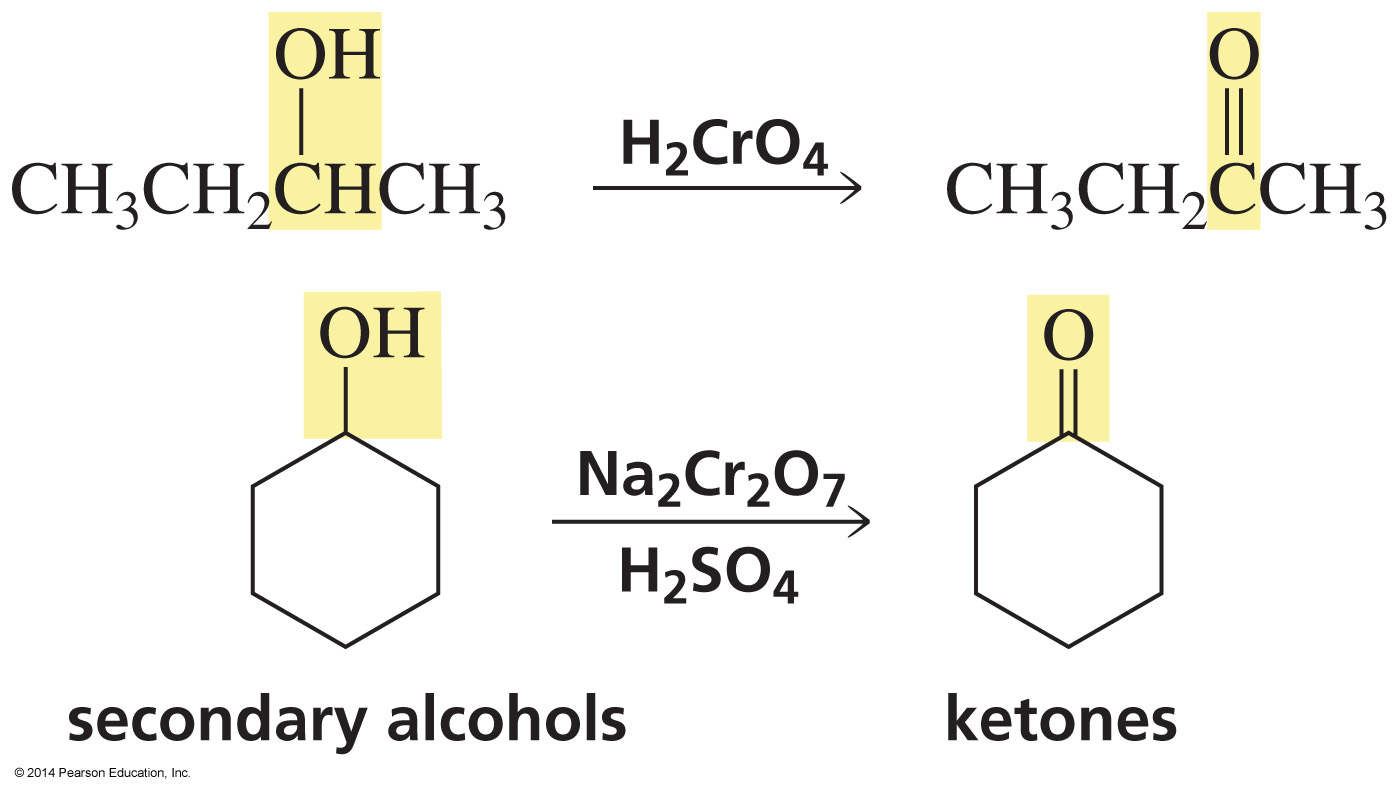 OH O
CH₃CH₂CHCH₃ H₂CrO₄ CH₃CH₂CCH₃
OH O
Na₂Cr₂O₇
H₂SO₄
secondary alcohols ketones
© 2014 Pearson Education, Inc.